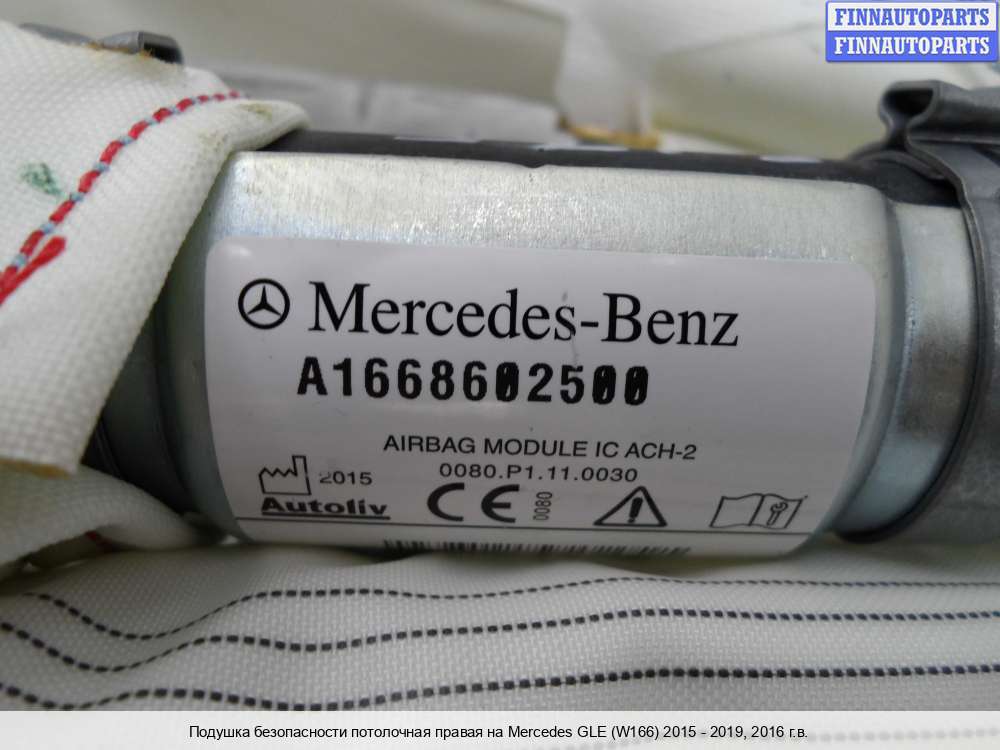 FINNAUTOPARTS
FINNAUTOPARTS
Mercedes-Benz
A1668602500
AIRBAG MODULE IC ACH-2
0080.P1.11.0030
2015
Autoliv
CE
0080
Подушка безопасности потолочная правая на Mercedes GLE (W166) 2015 - 2019, 2016 г.в.